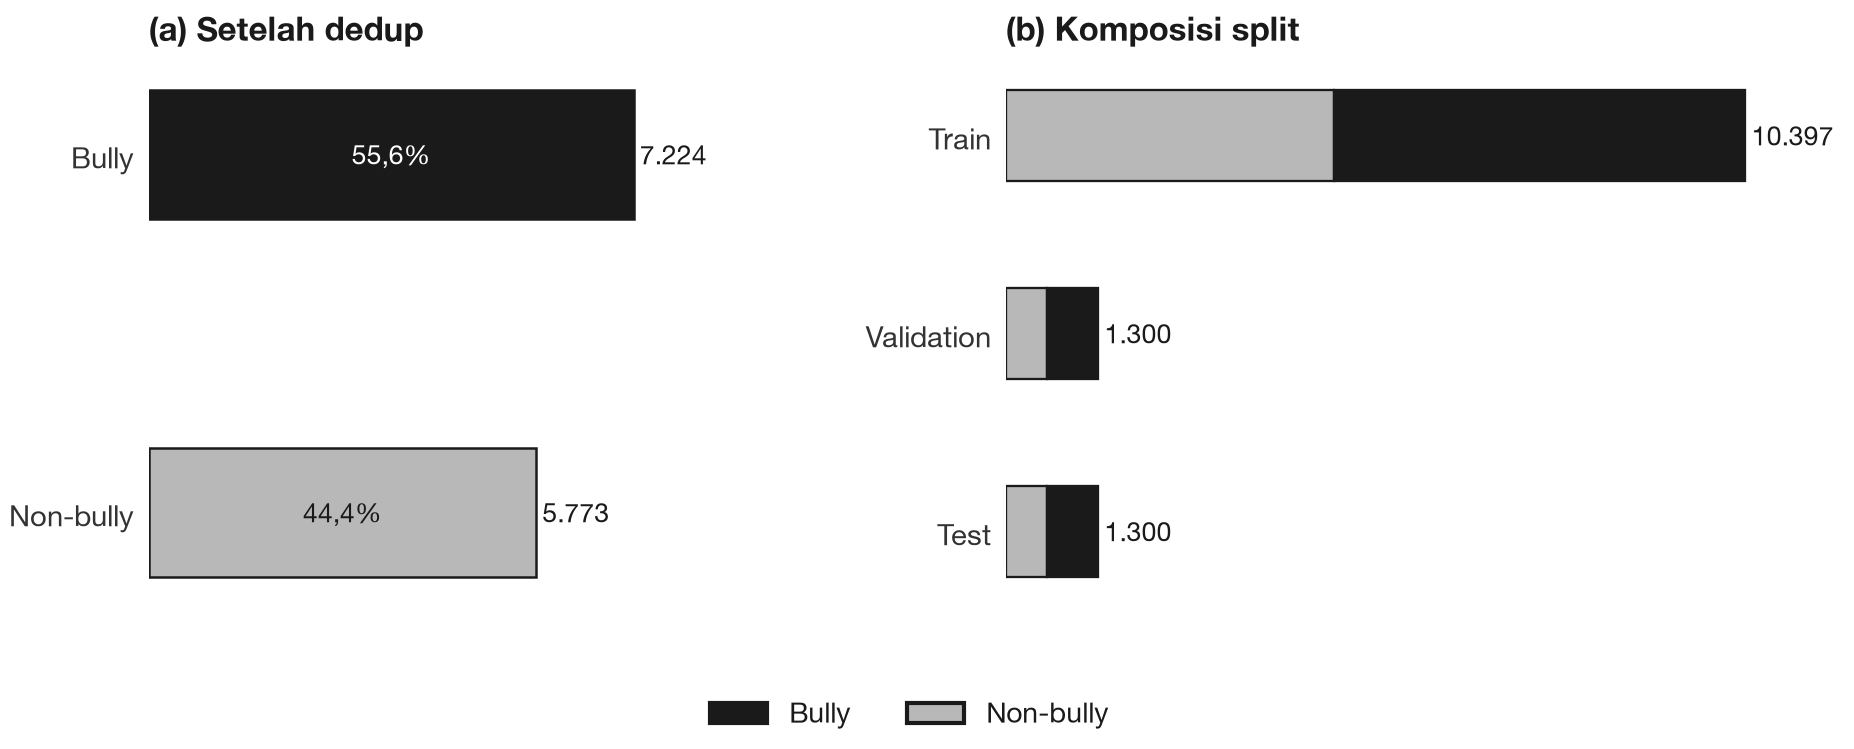 (a) Setelah dedup
Bully
55,6%
7.224
Non-bully
44,4%
5.773
(b) Komposisi split
Train
10.397
Validation
1.300
Test
1.300
Bully
Non-bully